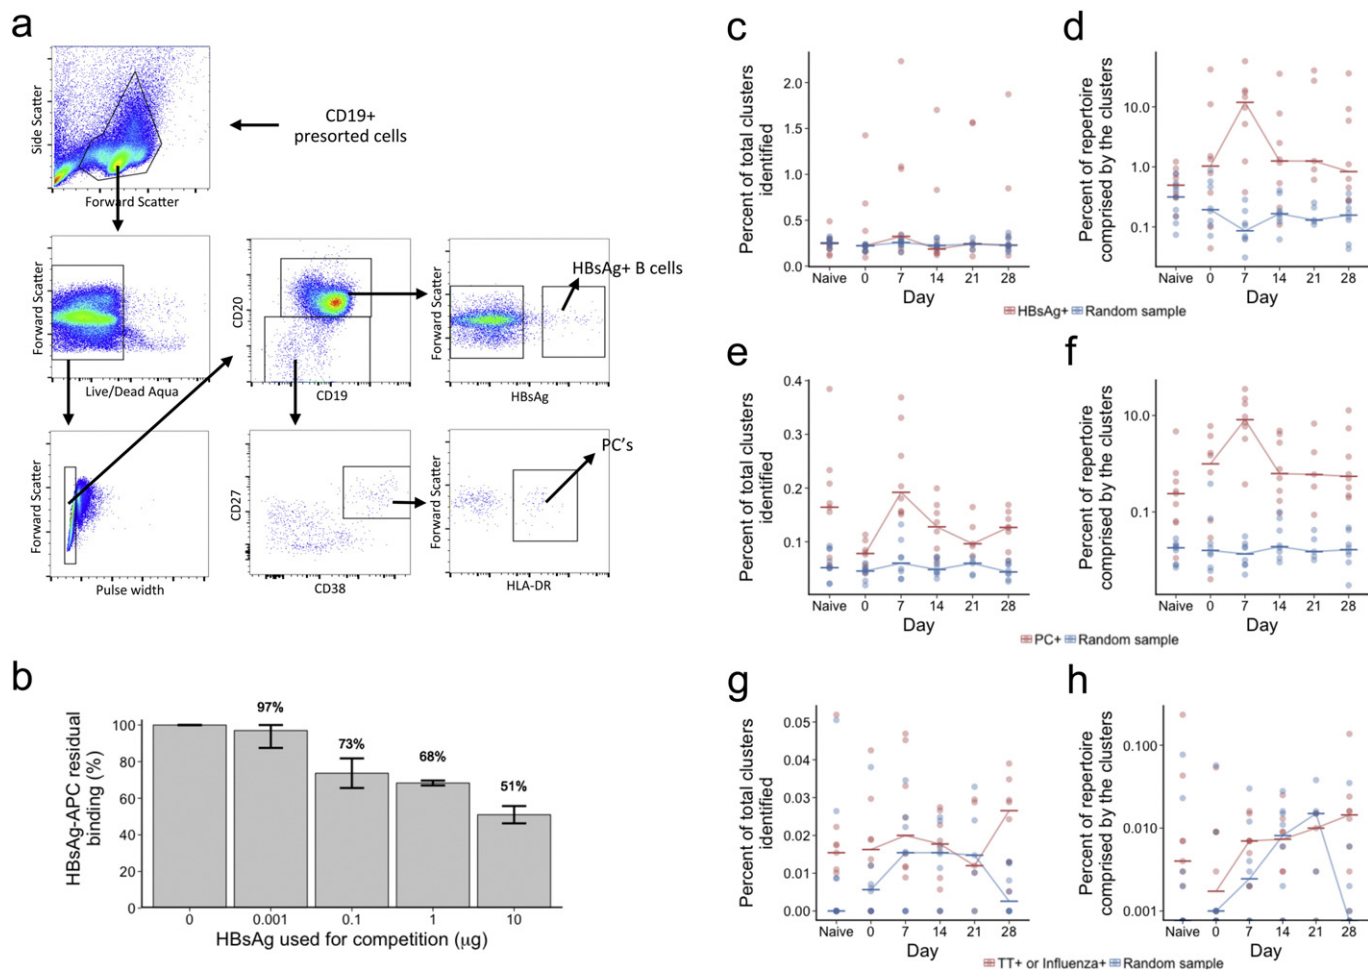 a
Side Scatter
Forward Scatter
CD19+
presorted cells
Forward Scatter
Live/Dead Aqua
CD20
CD19
Forward Scatter
HBsAg
HBsAg+ B cells
Forward Scatter
Pulse width
CD27
CD38
Forward Scatter
HLA-DR
PC's
b
HBsAg-APC residual
binding (%)
100
80
60
40
20
0
97%
73%
68%
51%
0 0.001 0.1 1 10
HBsAg used for competition (μg)
c
Percent of total clusters
identified
2.0
1.5
1.0
0.5
0.0
Naive 0 7 14 21 28
Day
d
Percent of repertoire
comprised by the clusters
10.0
1.0
0.1
Naive 0 7 14 21 28
Day
HBsAg+ Random sample
e
Percent of total clusters
identified
0.4
0.3
0.2
0.1
Naive 0 7 14 21 28
Day
f
Percent of repertoire
comprised by the clusters
10.0
0.1
Naive 0 7 14 21 28
Day
PC+ Random sample
g
Percent of total clusters
identified
0.05
0.04
0.03
0.02
0.01
0.00
Naive 0 7 14 21 28
Day
h
Percent of repertoire
comprised by the clusters
0.100
0.010
0.001
Naive 0 7 14 21 28
Day
TT+ or Influenza+ Random sample